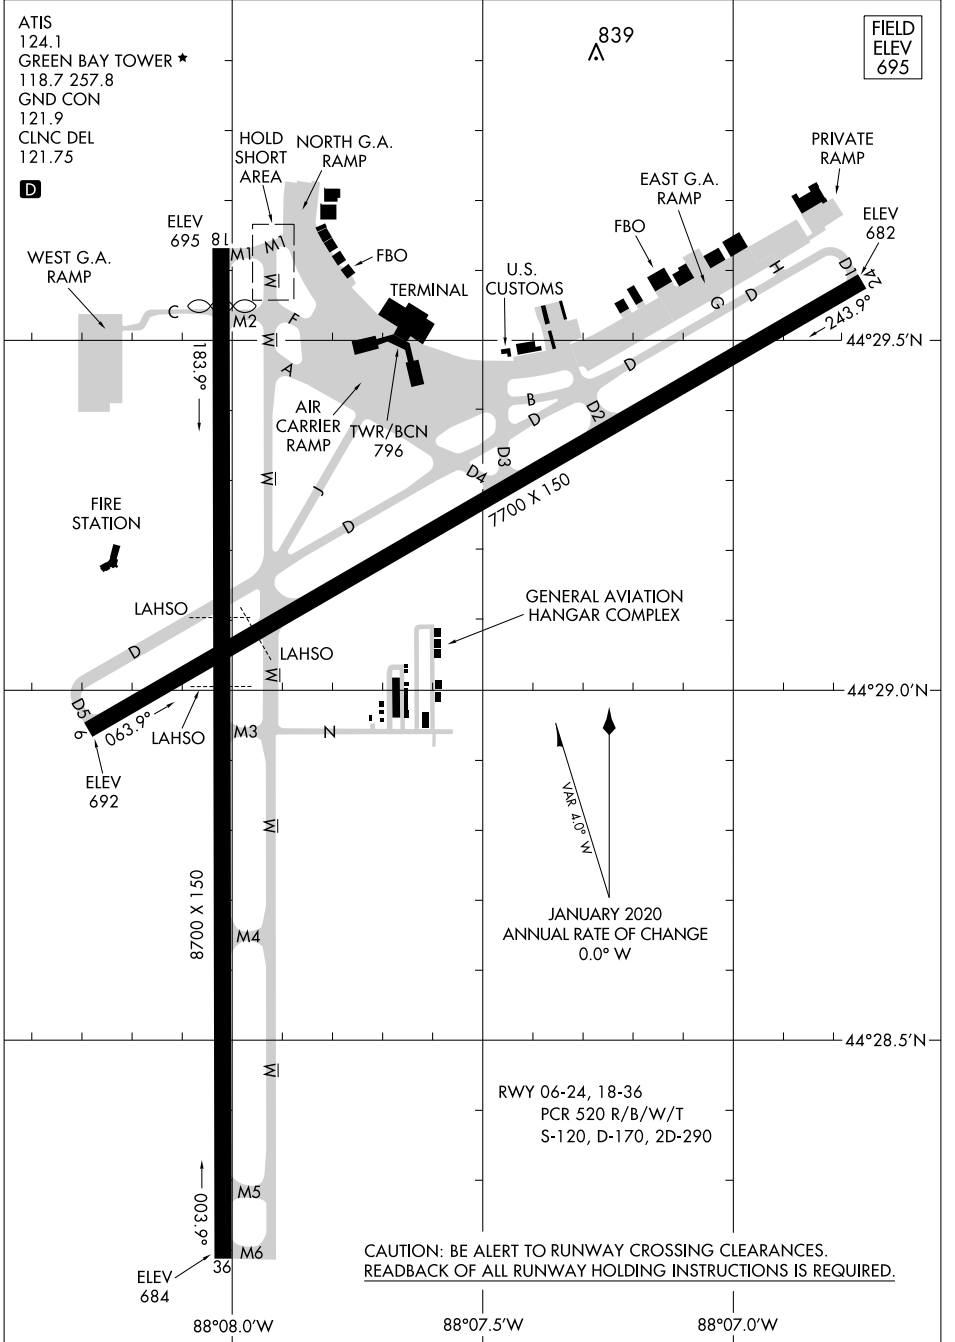 ATIS
124.1
GREEN BAY TOWER ★
118.7 257.8
GND CON
121.9
CLNC DEL
121.75
D
839
FIELD
ELEV
695
HOLD
SHORT
AREA
NORTH G.A.
RAMP
PRIVATE
RAMP
EAST G.A.
RAMP
ELEV
695
18
M1
M1
FBO
FBO
ELEV
682
WEST G.A.
RAMP
U.S.
CUSTOMS
TERMINAL
M
H
D1
24
C
M2
F
G
D
243.9°
M
183.9°
44°29.5'N
A
D
AIR
CARRIER
RAMP
TWR/BCN
796
B
D
D2
D3
D4
M
J
D
7700 X 150
FIRE
STATION
GENERAL AVIATION
HANGAR COMPLEX
LAHSO
D
LAHSO
M
44°29.0'N
D5
6
063.9°
LAHSO
M3
N
ELEV
692
VAR 4.0° W
M
8700 X 150
M4
JANUARY 2020
ANNUAL RATE OF CHANGE
0.0° W
44°28.5'N
M
RWY 06-24, 18-36
PCR 520 R/B/W/T
S-120, D-170, 2D-290
003.9°
M5
M6
36
ELEV
684
CAUTION: BE ALERT TO RUNWAY CROSSING CLEARANCES.
READBACK OF ALL RUNWAY HOLDING INSTRUCTIONS IS REQUIRED.
88°08.0'W
88°07.5'W
88°07.0'W